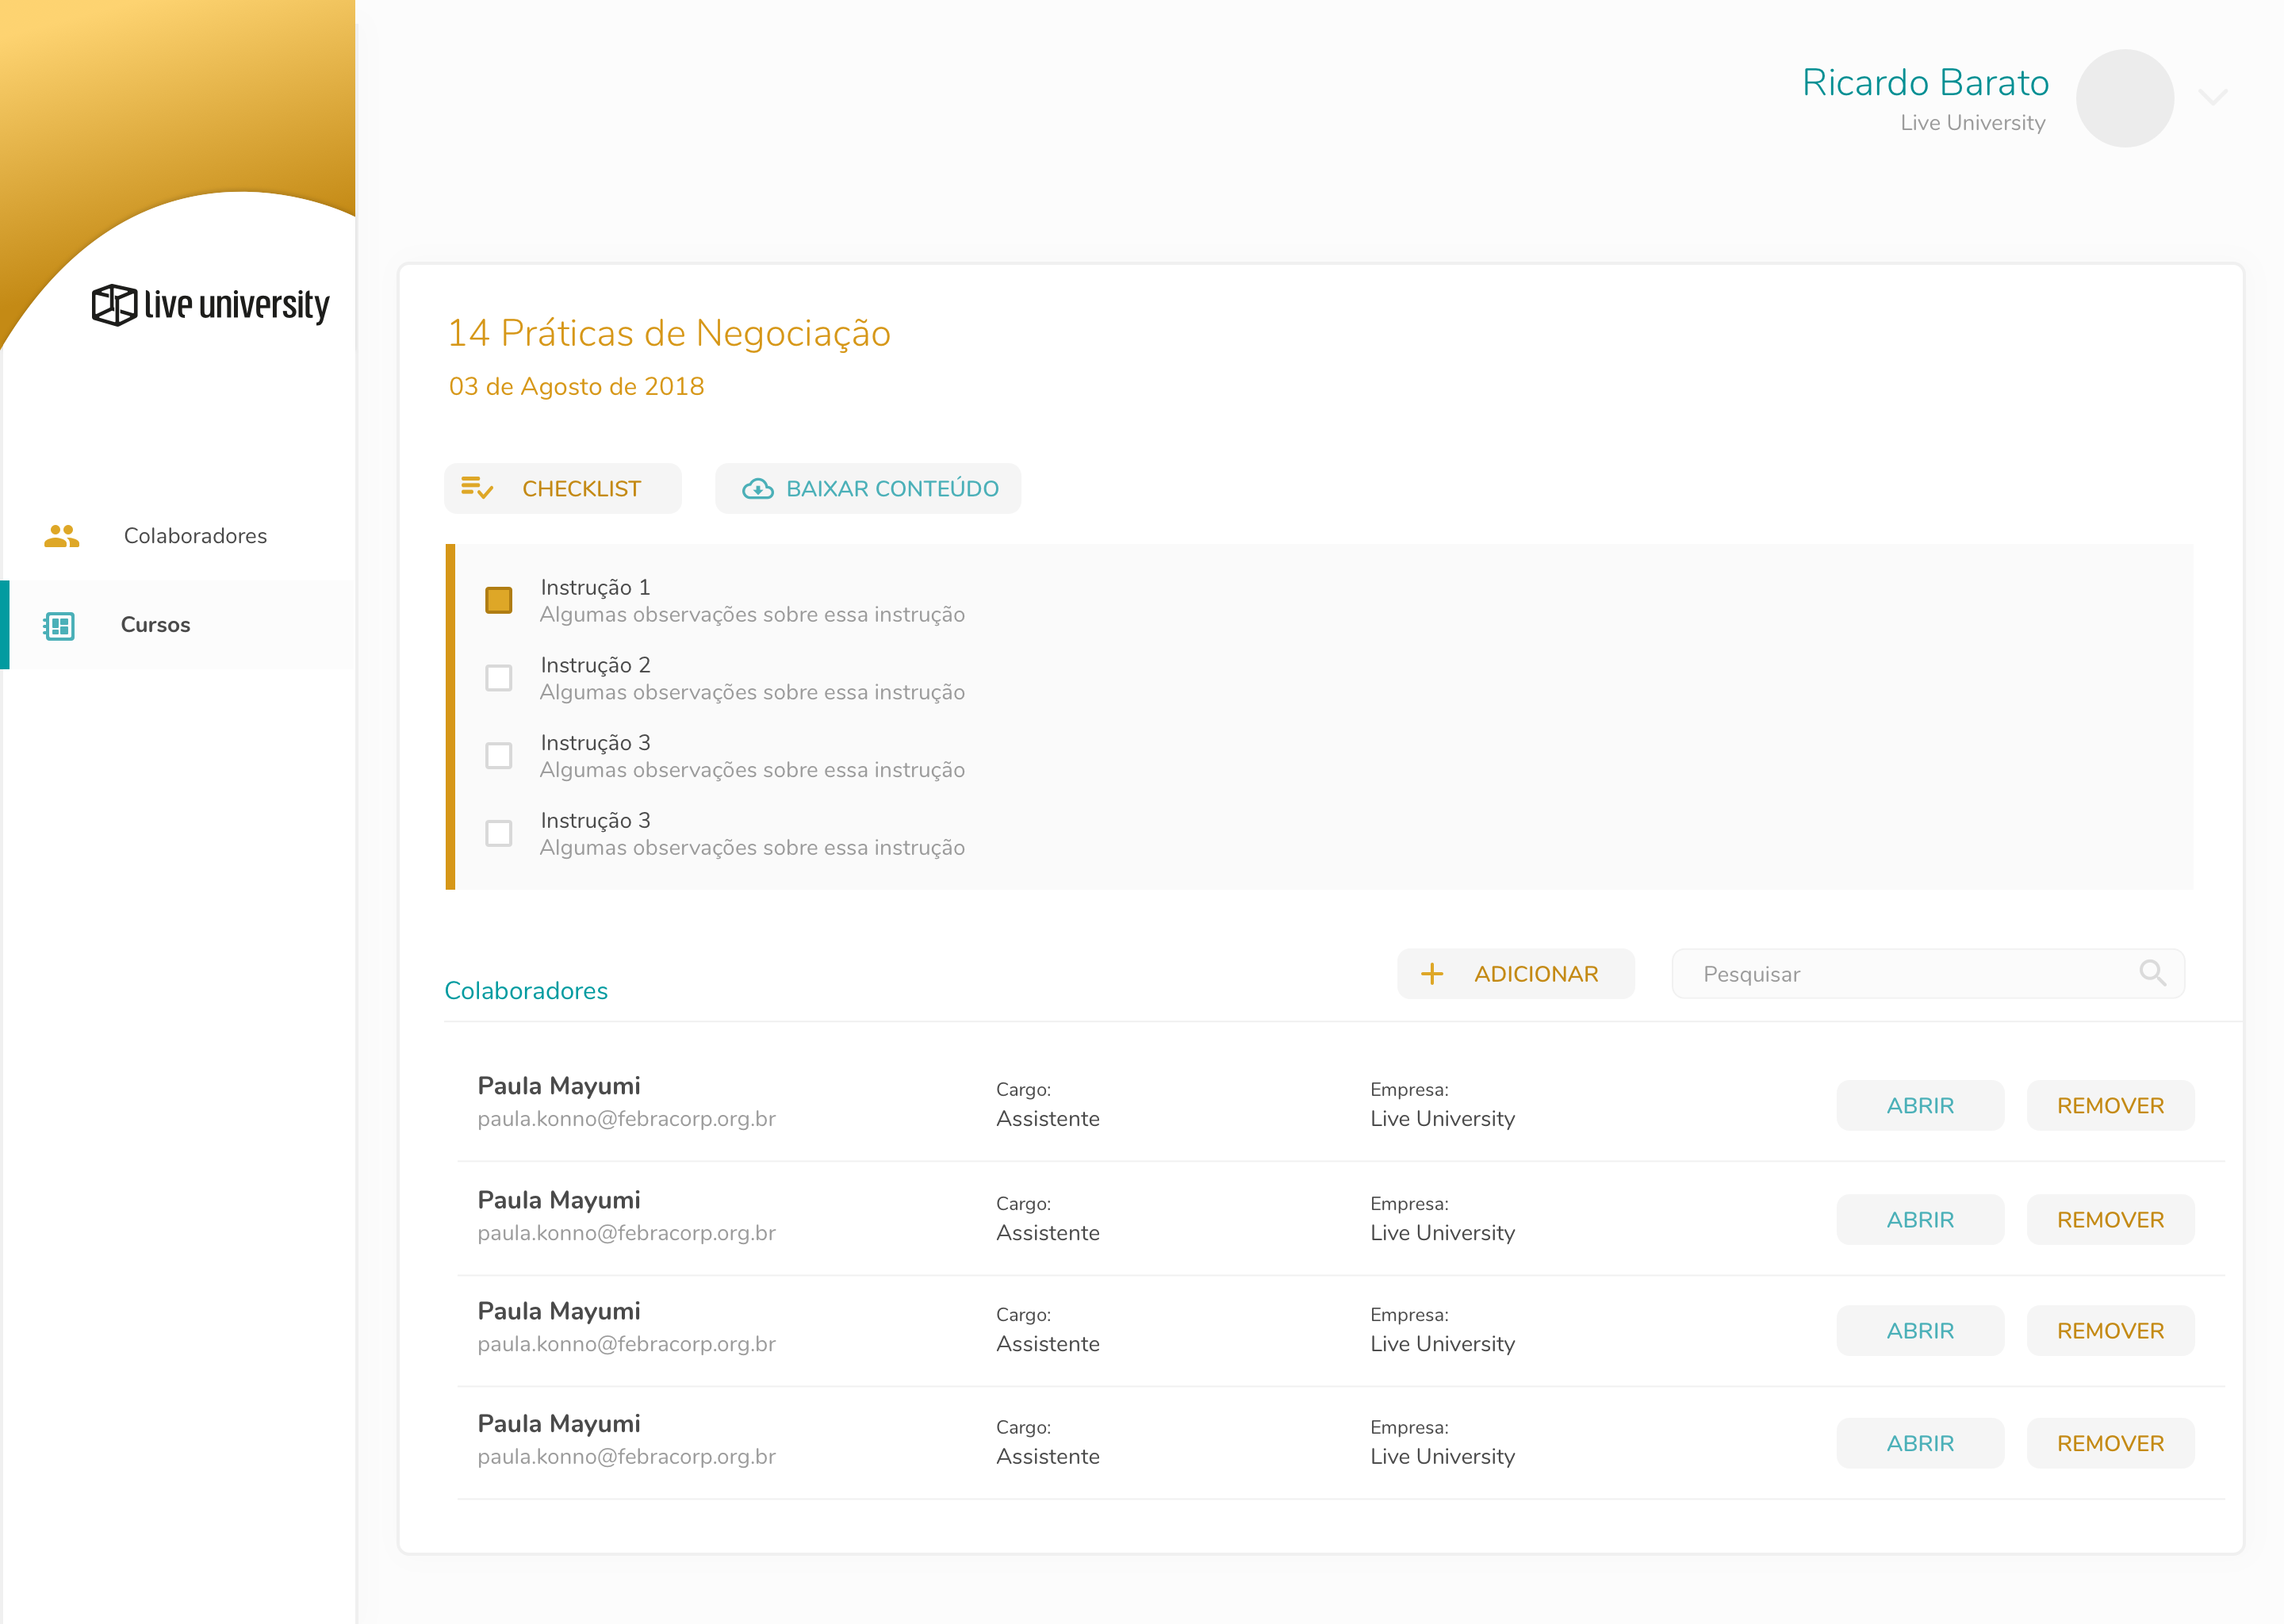 Ricardo Barato
Live University
live university
Colaboradores
Cursos
14 Práticas de Negociação
03 de Agosto de 2018
CHECKLIST
BAIXAR CONTEÚDO
Instrução 1
Algumas observações sobre essa instrução
Instrução 2
Algumas observações sobre essa instrução
Instrução 3
Algumas observações sobre essa instrução
Instrução 3
Algumas observações sobre essa instrução
Colaboradores
ADICIONAR
Pesquisar
Paula Mayumi
paula.konno@febracorp.org.br
Cargo:
Assistente
Empresa:
Live University
ABRIR
REMOVER
Paula Mayumi
paula.konno@febracorp.org.br
Cargo:
Assistente
Empresa:
Live University
ABRIR
REMOVER
Paula Mayumi
paula.konno@febracorp.org.br
Cargo:
Assistente
Empresa:
Live University
ABRIR
REMOVER
Paula Mayumi
paula.konno@febracorp.org.br
Cargo:
Assistente
Empresa:
Live University
ABRIR
REMOVER